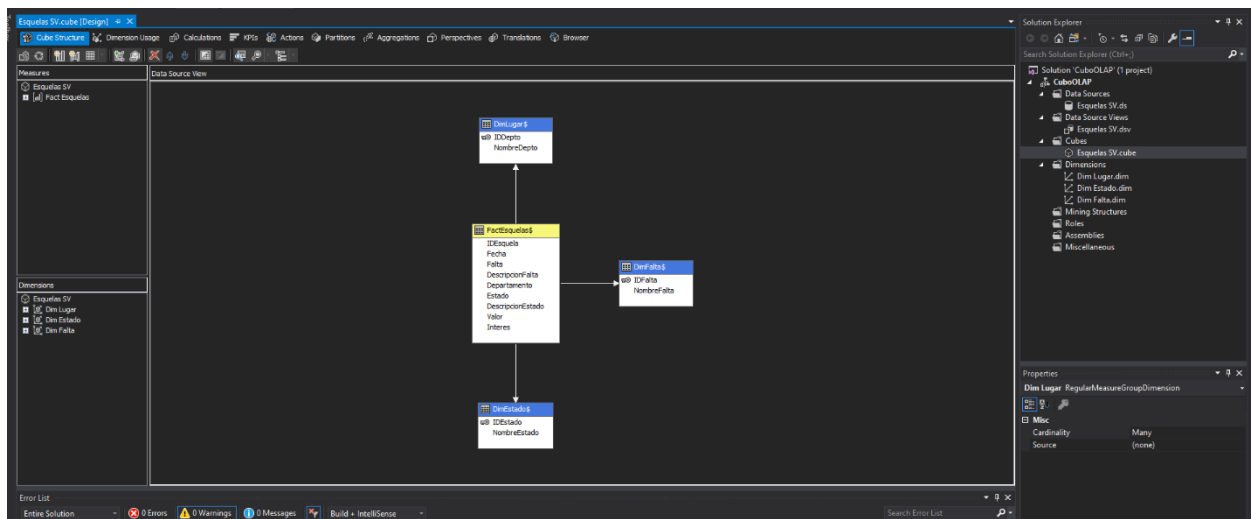 Esquelas SV.cube [Design]
Cube Structure Dimension Usage Calculations KPIs Actions Partitions Aggregations Perspectives Translations Browser
Measures
Esquelas SV
Fact Esquelas
Dimensions
Esquelas SV
Dim Lugar
Dim Estado
Dim Falta
Data Source View
DimLugar$
IDDepto
NombreDepto
FactEsquelas$
IDEsquela
Fecha
Falta
DescripcionFalta
Departamento
Estado
DescripcionEstado
Valor
Interes
DimFalta$
IDFalta
NombreFalta
DimEstado$
IDEstado
NombreEstado
Solution Explorer
Search Solution Explorer (Ctrl+;)
Solution 'CuboOLAP' (1 project)
CuboOLAP
Data Sources
Esquelas SV.ds
Data Source Views
Esquelas SV.dsv
Cubes
Esquelas SV.cube
Dimensions
Dim Lugar.dim
Dim Estado.dim
Dim Falta.dim
Mining Structures
Roles
Assemblies
Miscellaneous
Properties
Dim Lugar RegularMeasureGroupDimension
Misc
Cardinality Many
Source (none)
Error List
Entire Solution 0 Errors 0 Warnings 0 Messages Build + IntelliSense Search Error List